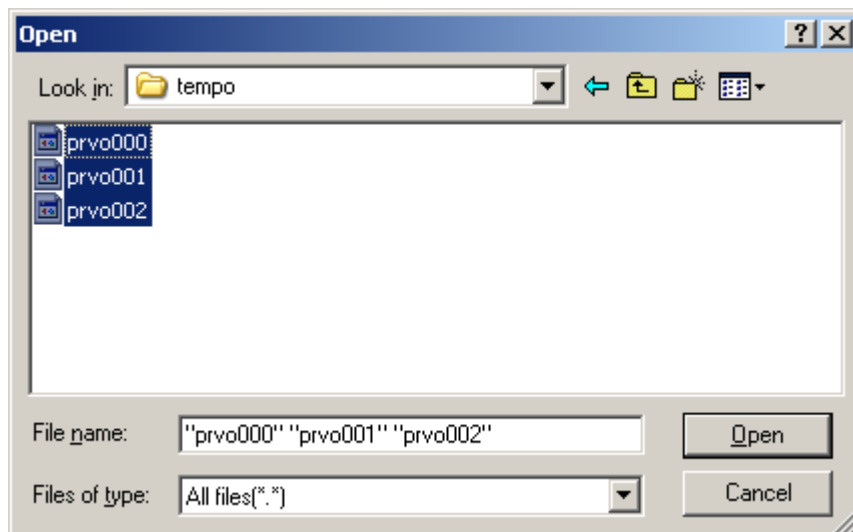 Open
Look in: tempo
prvo000
prvo001
prvo002
File name: "prvo000" "prvo001" "prvo002" Open
Files of type: All files(*.*) Cancel